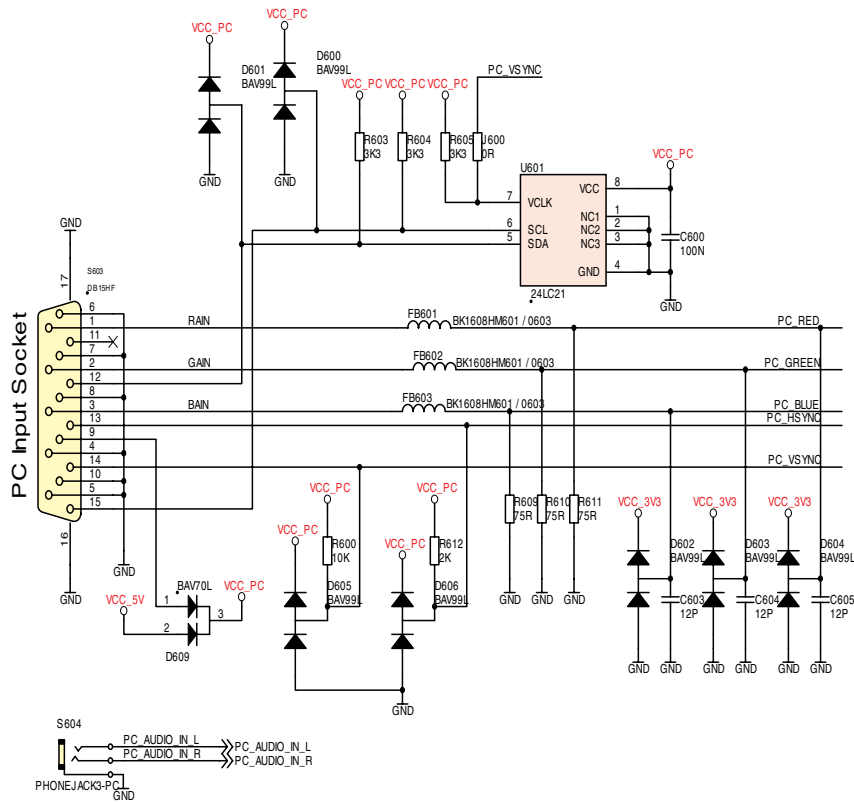 VCC_PC
VCC_PC
D601
BAV99L
D600
BAV99L
VCC_PC
VCC_PC
VCC_PC
PC_VSYNC
R603
3K3
R604
3K3
R605
3K3
J600
0R
GND
GND
U601
VCC_PC
7
VCLK
VCC
8
6
SCL
5
SDA
NC1
1
NC2
2
NC3
3
GND
4
24LC21
C600
100N
GND
GND
17
S603
DB15HF
PC Input Socket
6
1
11
7
2
12
8
3
13
9
4
14
10
5
15
16
RAIN
FB601
BK1608HM601 / 0603
PC_RED
GAIN
FB602
BK1608HM601 / 0603
PC_GREEN
BAIN
FB603
BK1608HM601 / 0603
PC_BLUE
PC_HSYNC
PC_VSYNC
VCC_PC
VCC_PC
VCC_PC
VCC_PC
R600
10K
R612
2K
D605
BAV99L
D606
BAV99L
GND
R609
75R
R610
75R
R611
75R
GND
GND
GND
VCC_3V3
VCC_3V3
VCC_3V3
D602
BAV99L
D603
BAV99L
D604
BAV99L
C603
12P
C604
12P
C605
12P
GND
GND
GND
GND
GND
GND
GND
GND
BAV70L
VCC_PC
VCC_5V
1
2
3
D609
S604
PC_AUDIO_IN_L
PC_AUDIO_IN_L
PC_AUDIO_IN_R
PC_AUDIO_IN_R
PHONEJACK3-PC
GND